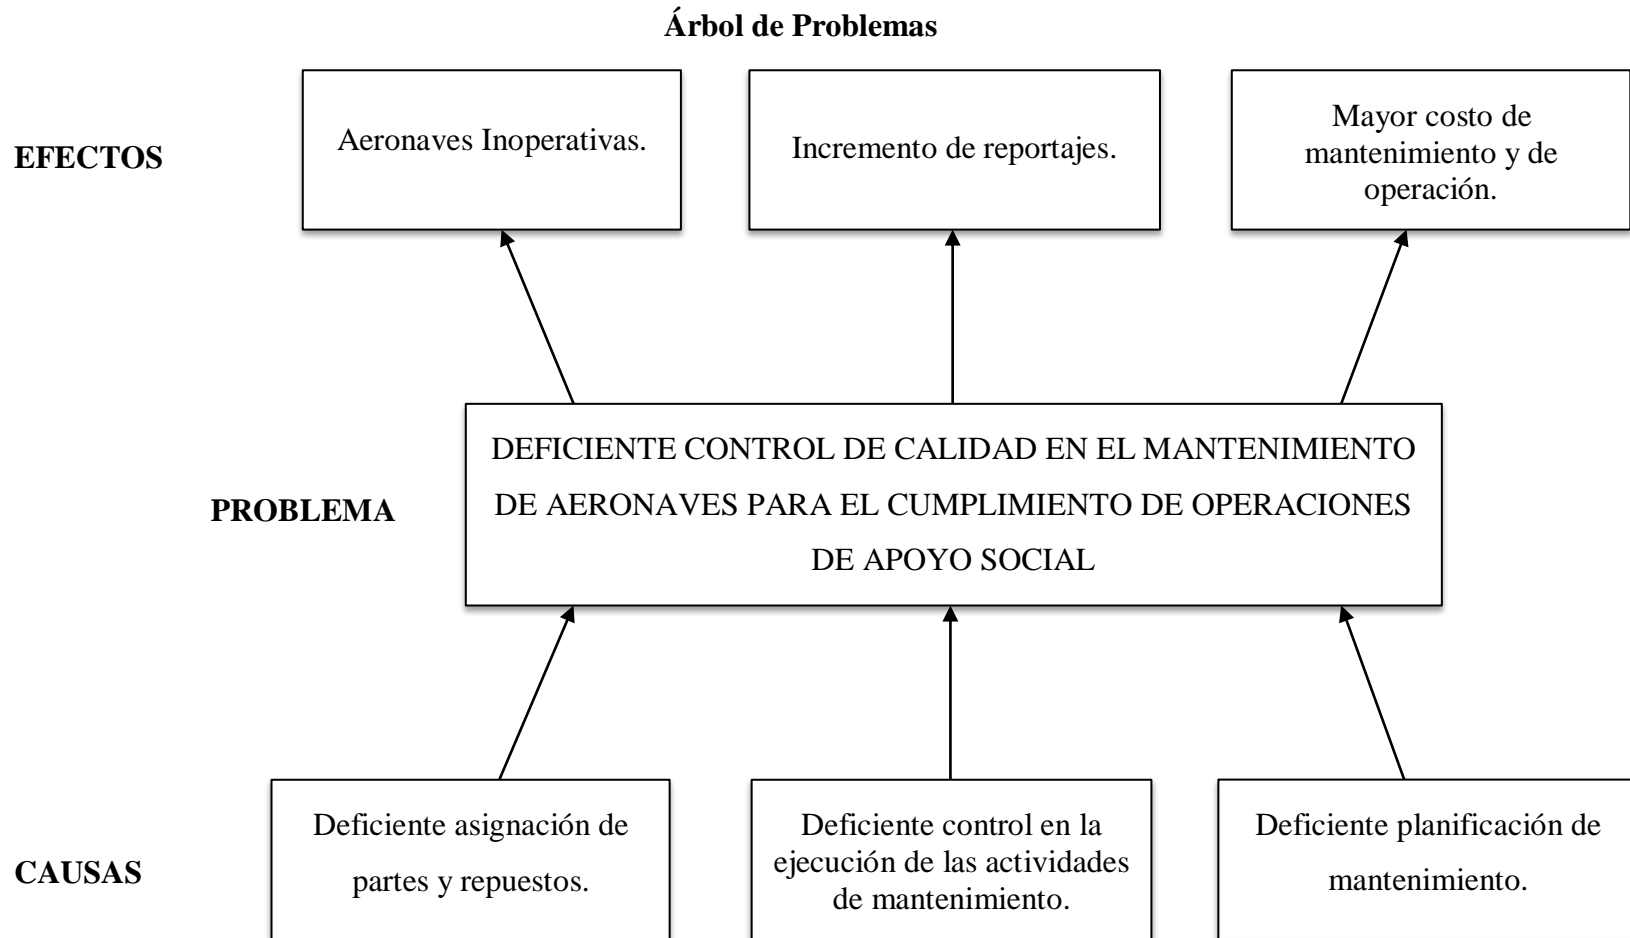 Árbol de Problemas
EFECTOS
Aeronaves Inoperativas.
Incremento de reportajes.
Mayor costo de
mantenimiento y de
operación.
PROBLEMA
DEFICIENTE CONTROL DE CALIDAD EN EL MANTENIMIENTO
DE AERONAVES PARA EL CUMPLIMIENTO DE OPERACIONES
DE APOYO SOCIAL
CAUSAS
Deficiente asignación de
partes y repuestos.
Deficiente control en la
ejecución de las actividades
de mantenimiento.
Deficiente planificación de
mantenimiento.